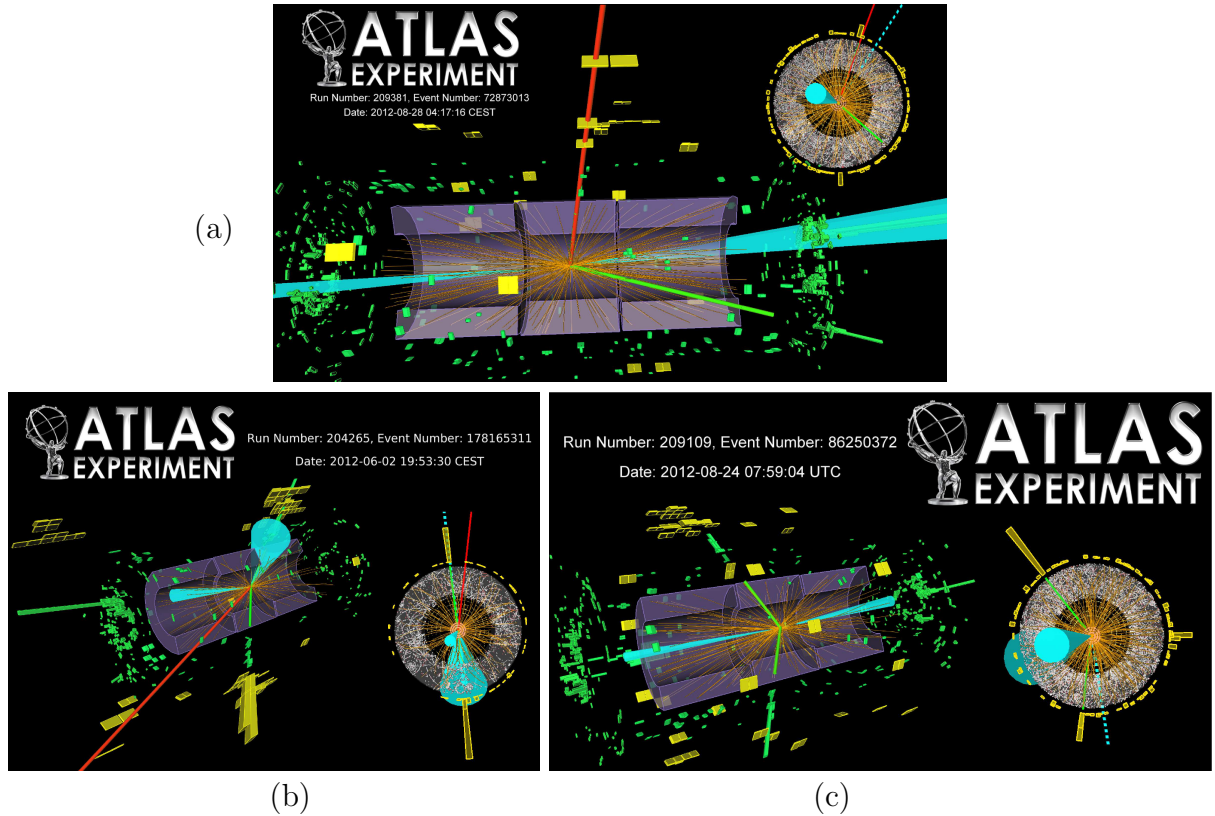 ATLAS
EXPERIMENT
Run Number: 209381, Event Number: 72873013
Date: 2012-08-28 04:17:16 CEST
(a)
ATLAS
EXPERIMENT
Run Number: 204265, Event Number: 178165311
Date: 2012-06-02 19:53:30 CEST
Run Number: 209109, Event Number: 86250372
Date: 2012-08-24 07:59:04 UTC
ATLAS
EXPERIMENT
(b)
(c)